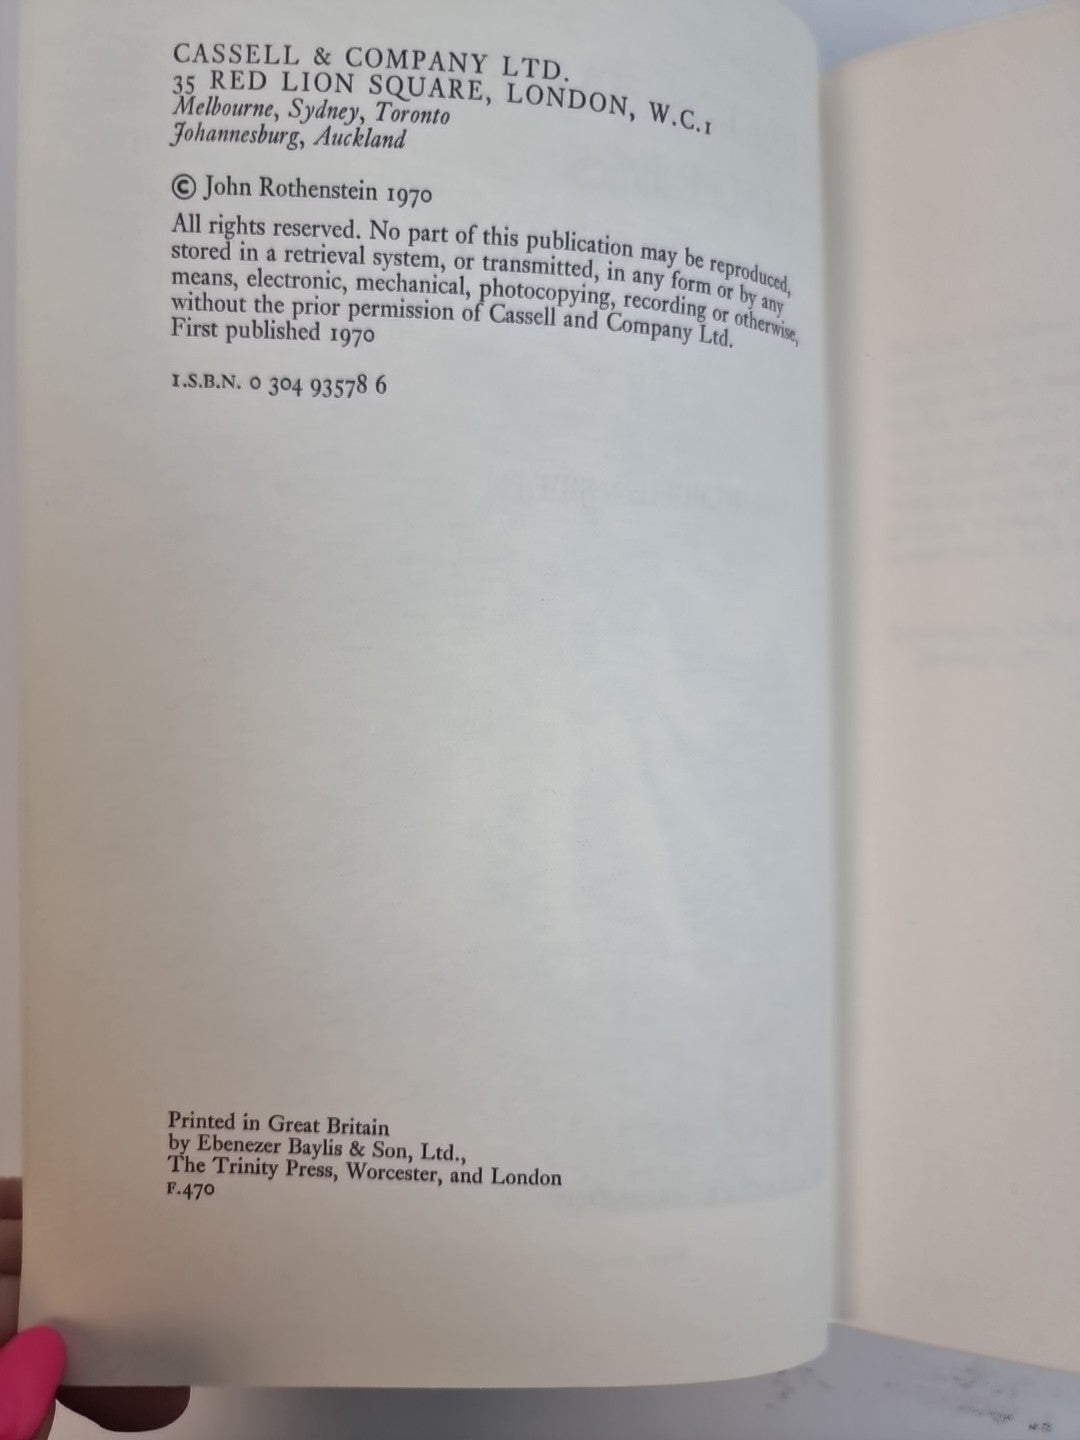 CASSELL & COMPANY LTD.
35 RED LION SQUARE, LONDON, W.C.1
Melbourne, Sydney, Toronto
Johannesburg, Auckland
© John Rothenstein 1970
All rights reserved. No part of this publication may be reproduced,
stored in a retrieval system, or transmitted, in any form or by any
means, electronic, mechanical, photocopying, recording or otherwise,
without the prior permission of Cassell and Company Ltd.
First published 1970
I.S.B.N. 0 304 93578 6
Printed in Great Britain
by Ebenezer Baylis & Son, Ltd.,
The Trinity Press, Worcester, and London
F.470